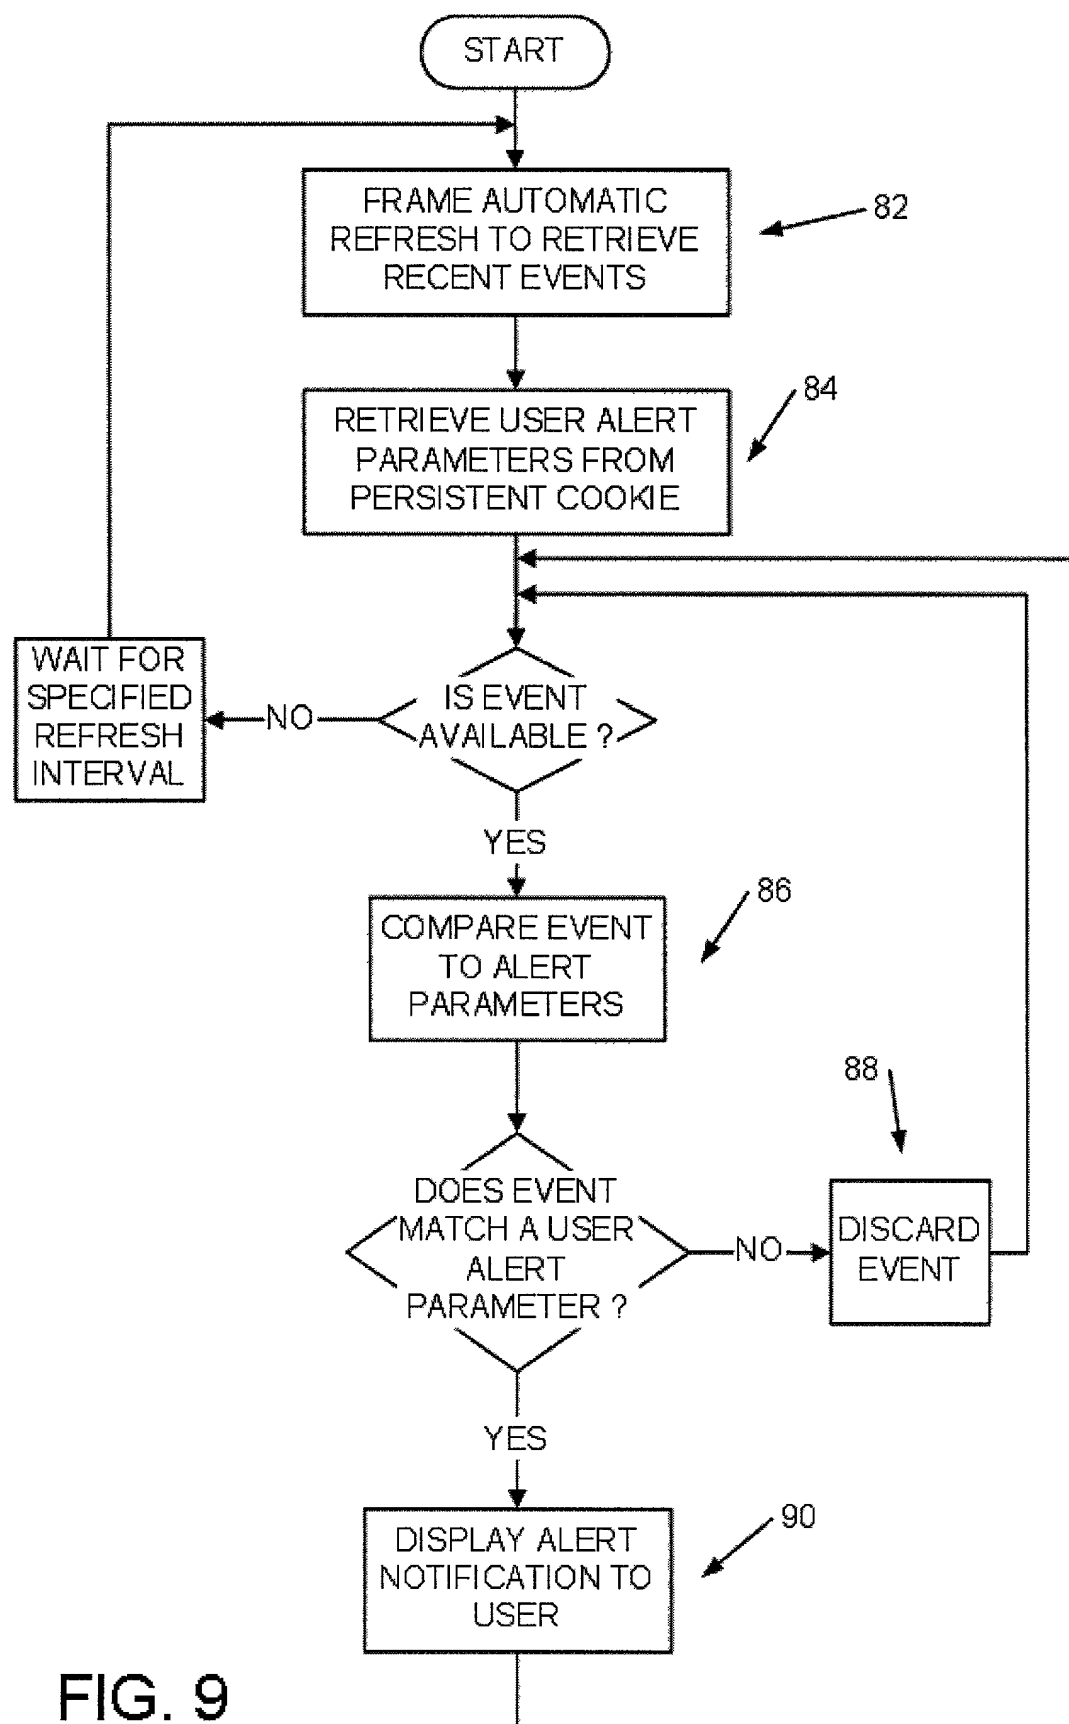 START
FRAME AUTOMATIC
REFRESH TO RETRIEVE
RECENT EVENTS
82
RETRIEVE USER ALERT
PARAMETERS FROM
PERSISTENT COOKIE
84
WAIT FOR
SPECIFIED
REFRESH
INTERVAL
NO
IS EVENT
AVAILABLE ?
YES
COMPARE EVENT
TO ALERT
PARAMETERS
86
DOES EVENT
MATCH A USER
ALERT
PARAMETER ?
NO
DISCARD
EVENT
88
YES
DISPLAY ALERT
NOTIFICATION TO
USER
90
FIG. 9